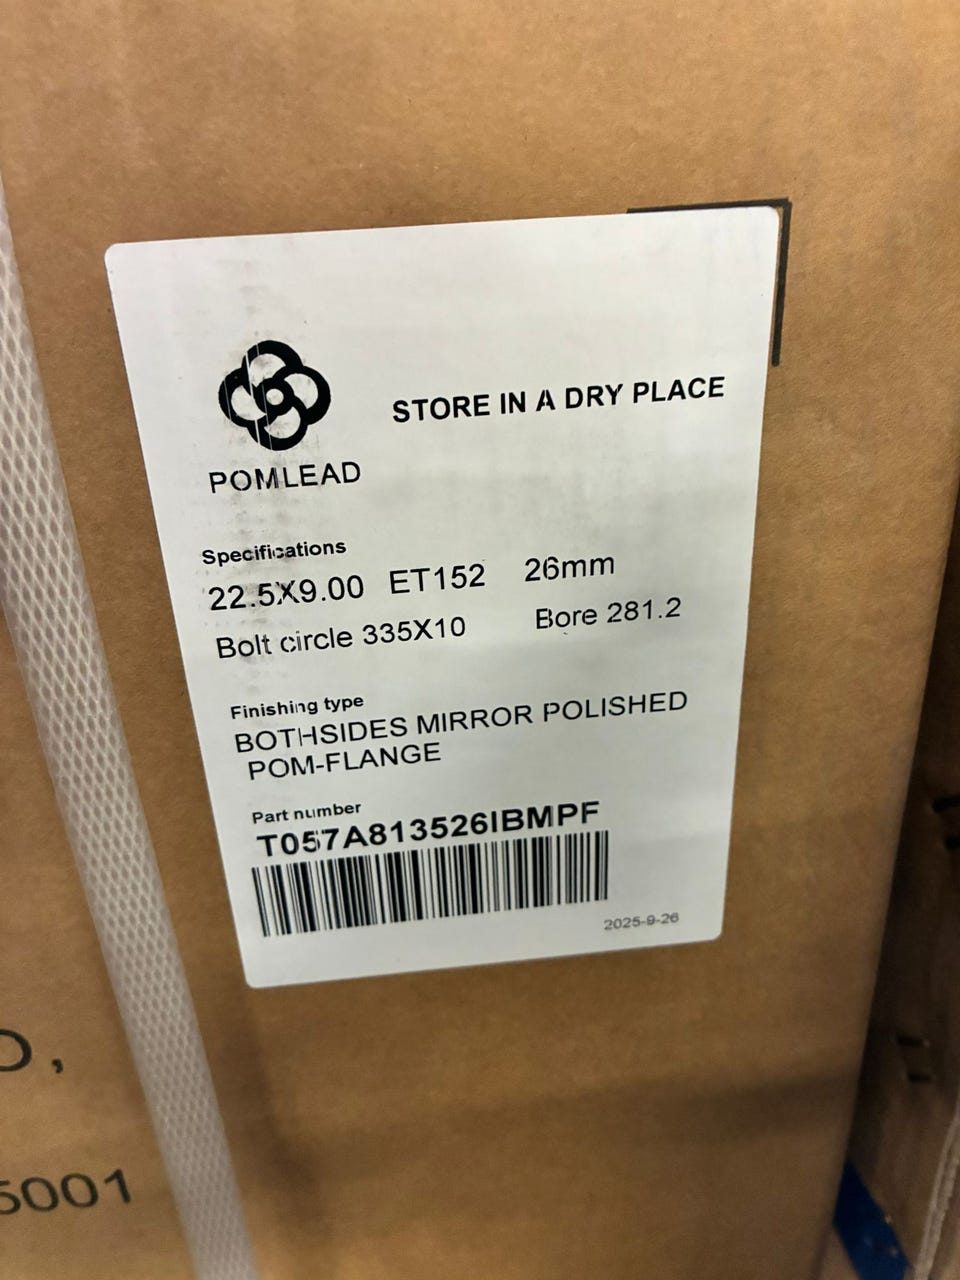 STORE IN A DRY PLACE
POMLEAD
Specifications
22.5X9.00 ET152 26mm
Bolt circle 335X10 Bore 281.2
Finishing type
BOTHSIDES MIRROR POLISHED
POM-FLANGE
Part number
T057A813526IBMPF
2025-9-26
O,
5001